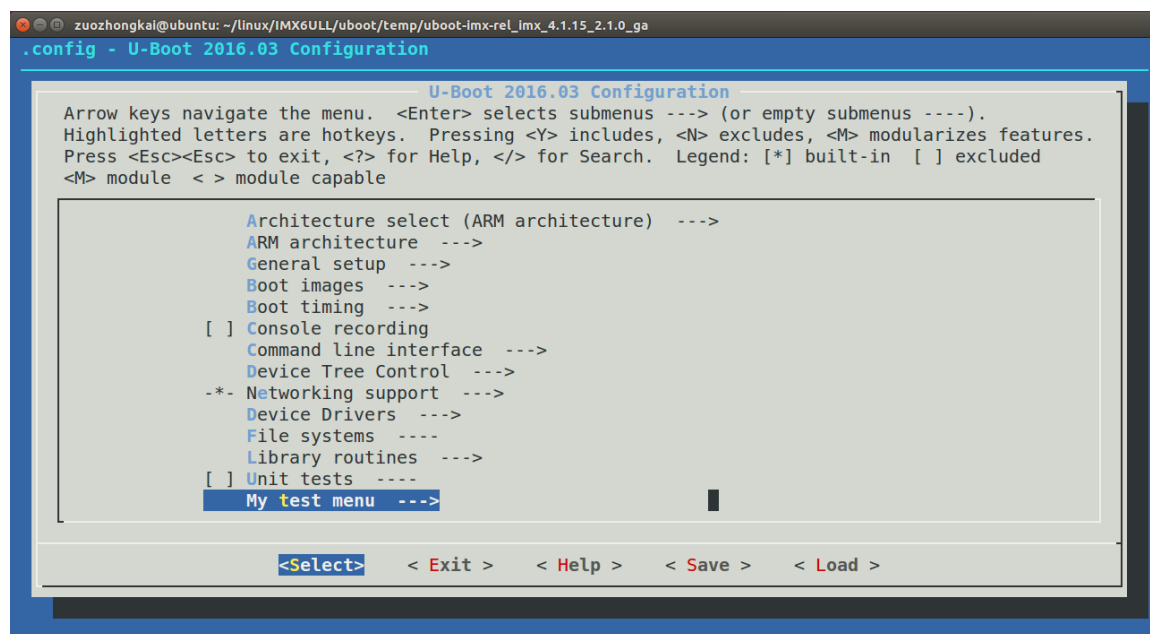 zuozhongkai@ubuntu: ~/linux/IMX6ULL/uboot/temp/uboot-imx-rel_imx_4.1.15_2.1.0_ga
.config - U-Boot 2016.03 Configuration
U-Boot 2016.03 Configuration
Arrow keys navigate the menu.  <Enter> selects submenus ---> (or empty submenus ----).
Highlighted letters are hotkeys.  Pressing <Y> includes, <N> excludes, <M> modularizes features.
Press <Esc><Esc> to exit, <?> for Help, </> for Search.  Legend: [*] built-in  [ ] excluded
<M> module  < > module capable
Architecture select (ARM architecture)  --->
ARM architecture  --->
General setup  --->
Boot images  --->
Boot timing  --->
[ ] Console recording
Command line interface  --->
Device Tree Control  --->
-*- Networking support  --->
Device Drivers  --->
File systems  ----
Library routines  --->
[ ] Unit tests  ----
My test menu  --->
<Select>    < Exit >    < Help >    < Save >    < Load >